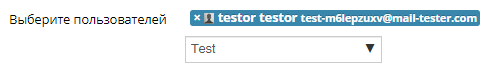 Выберите пользователей
× testor testor test-m6lepzuxv@mail-tester.com
Test